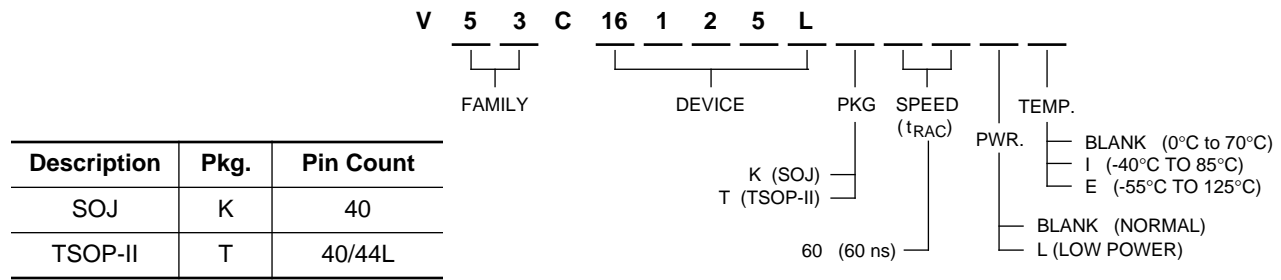 V 5 3 C 16 1 2 5 L
FAMILY DEVICE PKG SPEED TEMP.
(tRAC)
PWR.
BLANK (0°C to 70°C)
I (-40°C TO 85°C)
E (-55°C TO 125°C)
K (SOJ)
T (TSOP-II)
BLANK (NORMAL)
L (LOW POWER)
60 (60 ns)
Description Pkg. Pin Count
SOJ K 40
TSOP-II T 40/44L